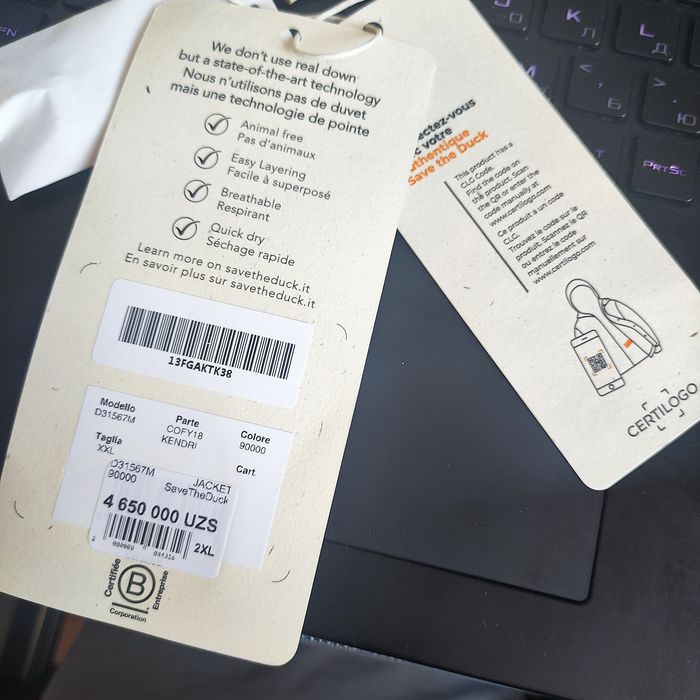 We don't use real down
but a state-of-the-art technology
Nous n'utilisons pas de duvet
mais une technologie de pointe
Animal free
Pas d'animaux
Easy Layering
Facile à superposé
Breathable
Respirant
Quick dry
Séchage rapide
Learn more on savetheduck.it
En savoir plus sur savetheduck.it
13FGAKTK38
Modello
D31567M
Parte
COFY18
KENDRI
Colore
90000
Taglia
XXL
Cart.
D31567M
90000
JACKET
SaveTheDuck
4 650 000 UZS
2XL
Certifiée
B
Entreprise
Corporation
votre
Save the Duck
This product has a
CLG Code.
Find the code on
the product. Scan
the QR or enter the
code manually at
www.certilogo.com
Ce produit a un code
CLG.
Trouvez le code sur le
produit. Scannez le QR
ou entrez le code
manuellement sur
www.certilogo.com
CERTILOGO
FN
J
K
Л
L
Д
Б
Ю
PrtSc